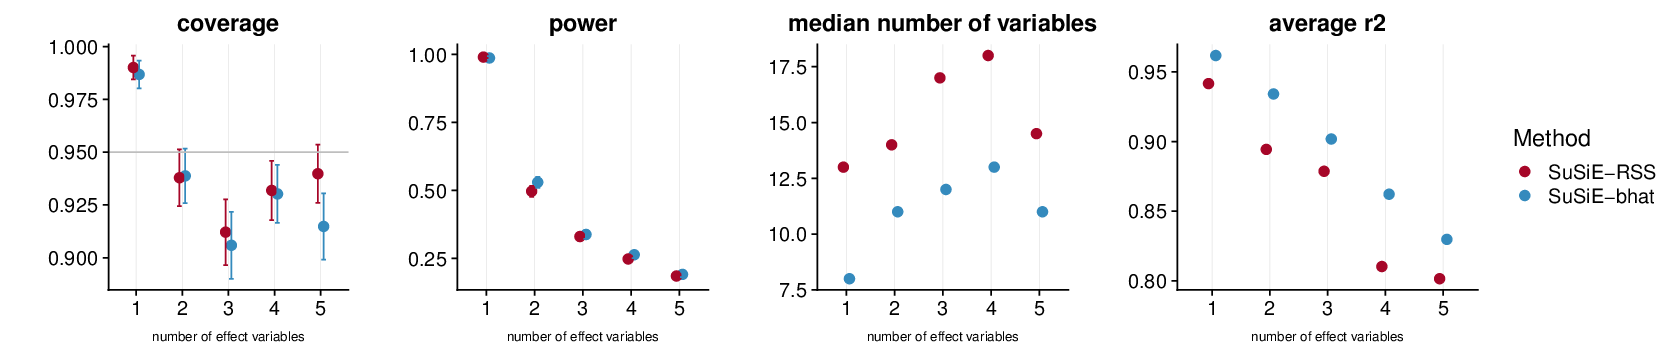 coverage
1.000
0.975
0.950
0.925
0.900
1 2 3 4 5
number of effect variables
power
1.00
0.75
0.50
0.25
1 2 3 4 5
number of effect variables
median number of variables
17.5
15.0
12.5
10.0
7.5
1 2 3 4 5
number of effect variables
average r2
0.95
0.90
0.85
0.80
1 2 3 4 5
number of effect variables
Method
SuSiE−RSS
SuSiE−bhat